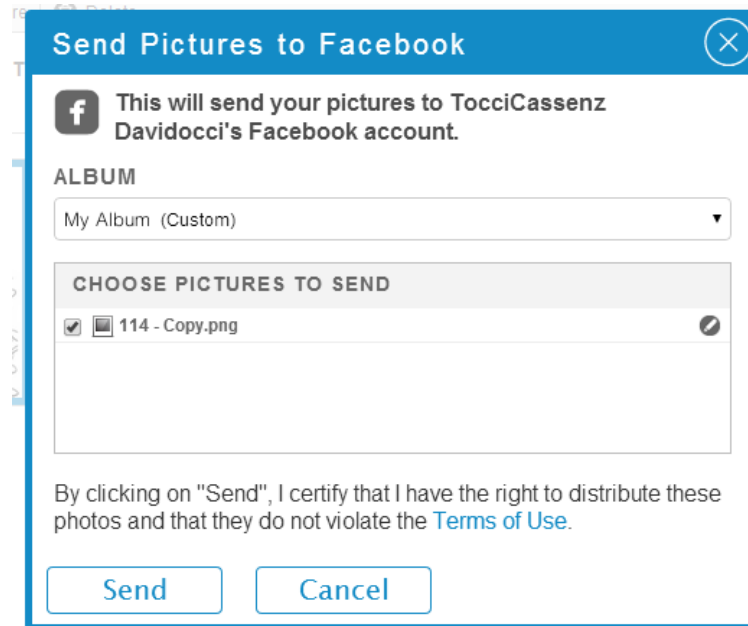 re Delete
Send Pictures to Facebook
T
f This will send your pictures to TocciCassenz
Davidocci's Facebook account.
ALBUM
My Album (Custom)
CHOOSE PICTURES TO SEND
114 - Copy.png
By clicking on "Send", I certify that I have the right to distribute these
photos and that they do not violate the Terms of Use.
Send Cancel